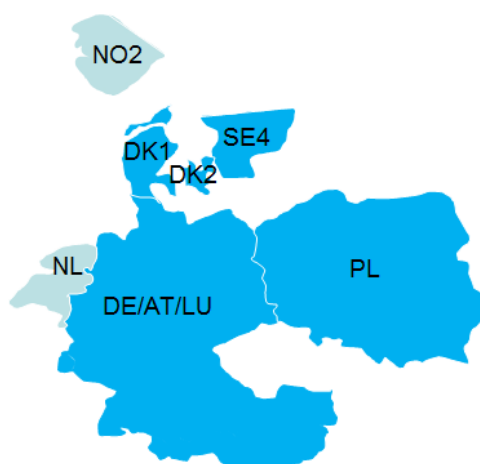 NO2
SE4
DK1
DK2
NL
PL
DE/AT/LU